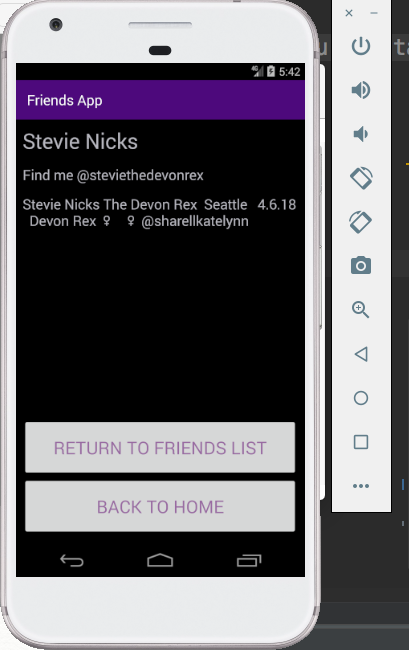 5:42
Friends App
Stevie Nicks
Find me @steviethedevonrex
Stevie Nicks The Devon Rex Seattle 4.6.18
Devon Rex ♀ ♀ @sharellkatelynn
RETURN TO FRIENDS LIST
BACK TO HOME